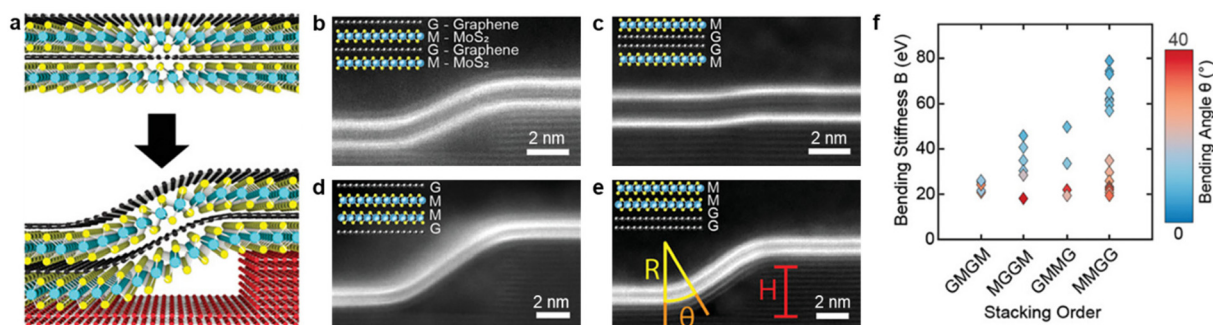 a
b
G - Graphene
M - MoS₂
G - Graphene
M - MoS₂
2 nm
c
M
G
G
M
2 nm
d
G
M
M
G
2 nm
e
M
M
G
G
R
θ
H
2 nm
f
Bending Stiffness B (eV)
80
60
40
20
0
GMGM
MGGM
GMMG
MMGG
Stacking Order
40
0
Bending Angle θ (°)